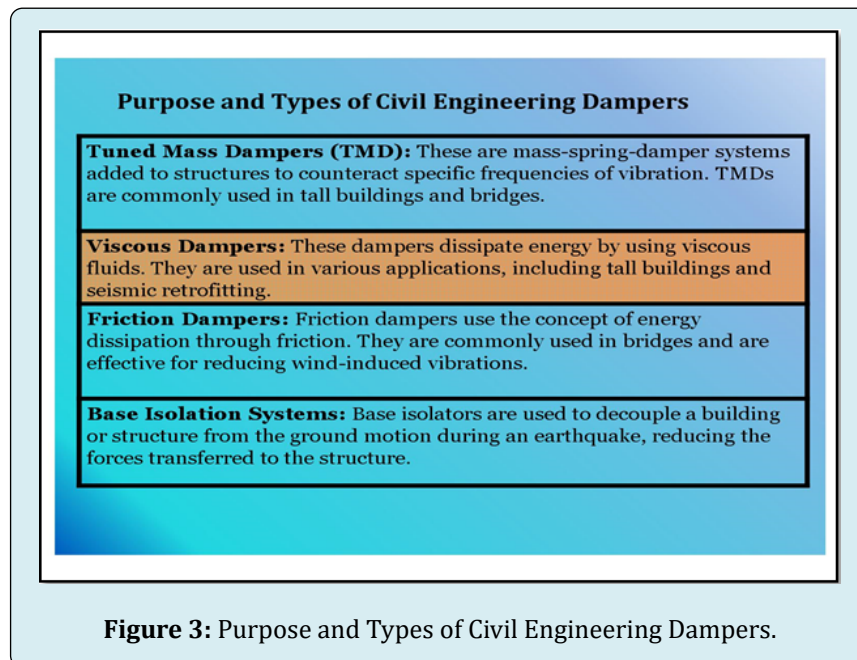 Purpose and Types of Civil Engineering Dampers
Tuned Mass Dampers (TMD): These are mass-spring-damper systems
added to structures to counteract specific frequencies of vibration. TMDs
are commonly used in tall buildings and bridges.
Viscous Dampers: These dampers dissipate energy by using viscous
fluids. They are used in various applications, including tall buildings and
seismic retrofitting.
Friction Dampers: Friction dampers use the concept of energy
dissipation through friction. They are commonly used in bridges and are
effective for reducing wind-induced vibrations.
Base Isolation Systems: Base isolators are used to decouple a building
or structure from the ground motion during an earthquake, reducing the
forces transferred to the structure.
Figure 3: Purpose and Types of Civil Engineering Dampers.